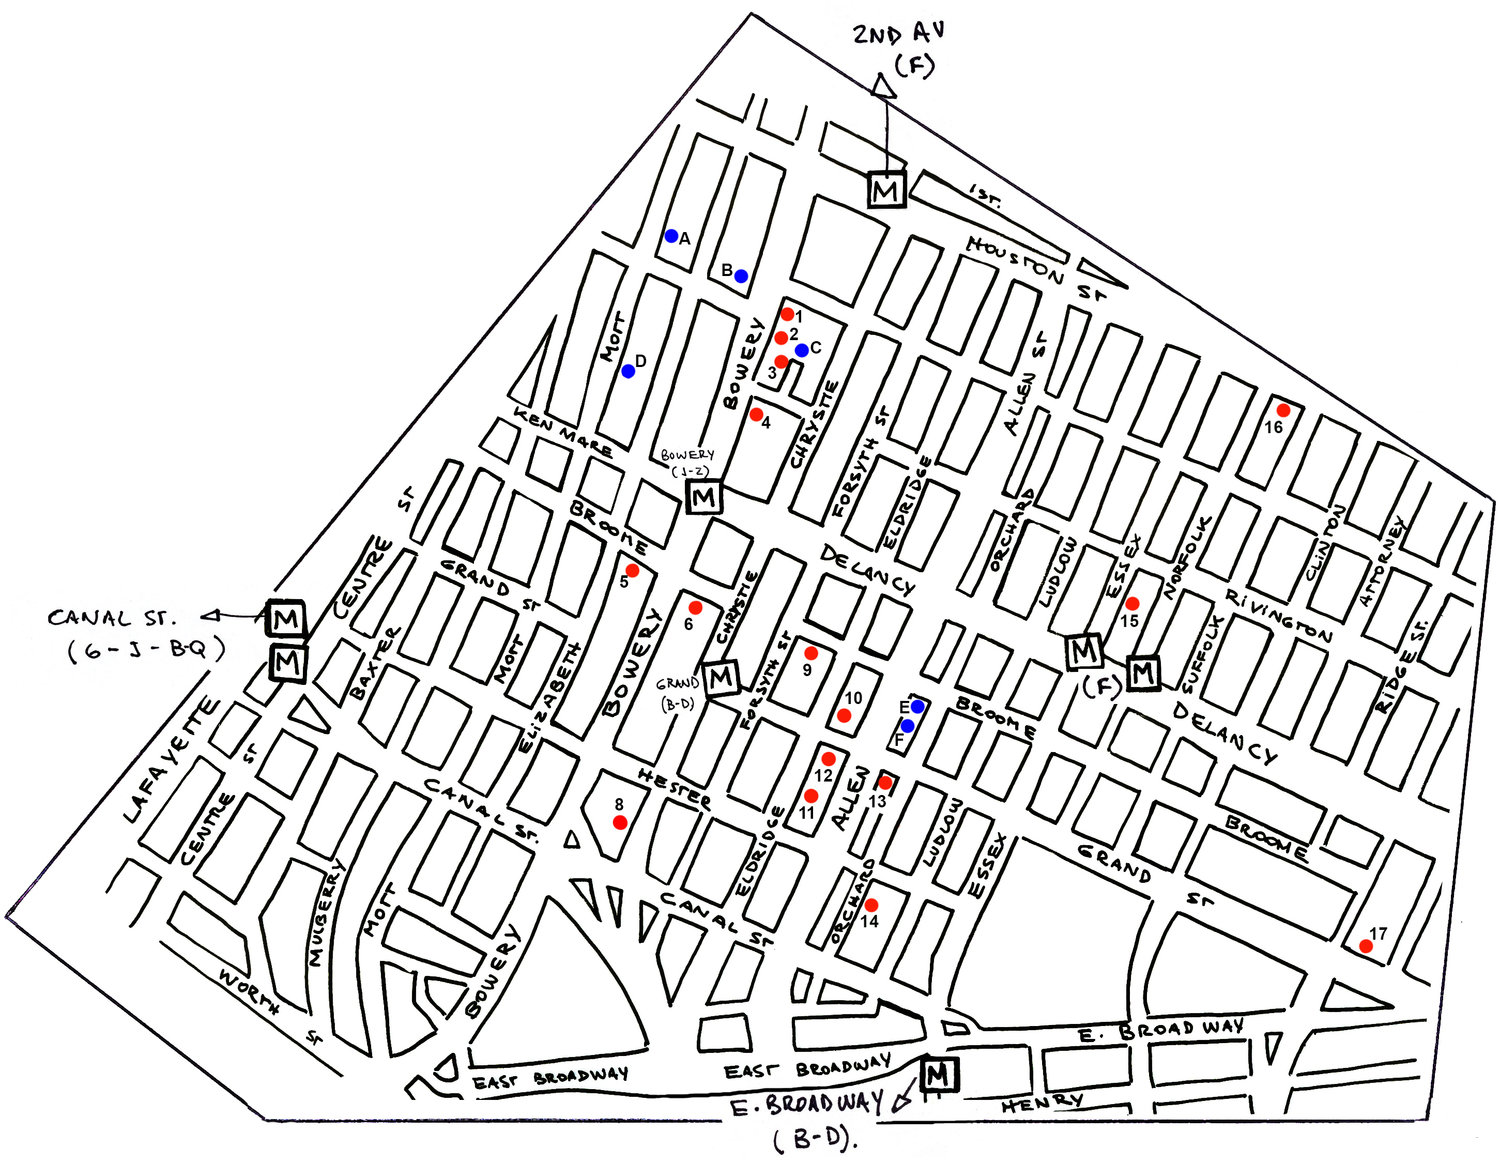 2ND AV
(F)
M
1ST.
HOUSTON ST
A
B
1
2
C
3
4
MOTT
D
BOWERY
CHRYSTIE
FORSYTH ST
ELDRIDGE
ALLEN ST
16
KENMARE
BOWERY
(J-Z)
M
BROOME
DELANCY
ORCHARD
LUDLOW
ESSEX
NORFOLK
CLINTON
ATTORNEY
RIVINGTON
RIDGE ST.
SUFFOLK
15
M
M
(F)
DELANCY
ST
CENTRE
GRAND ST
5
6
CHRYSTIE
CANAL ST.
(6-J-B-Q)
M
M
BAXTER
MOTT
ELIZABETH
BOWERY
GRAND
(B-D)
M
FORSYTH ST
9
10
E
F
BROOME
LAFAYETTE
CENTRE
ST
CANAL ST.
HESTER
8
12
11
ALLEN
13
LUDLOW
ESSEX
ELDRIDGE
GRAND
ST
BROOME
MULBERRY
MOTT
BOWERY
CANAL ST
ORCHARD
14
17
WORTH
ST
EAST BROADWAY
EAST BROADWAY
E. BROADWAY
M
E. BROADWAY
(B-D).
HENRY